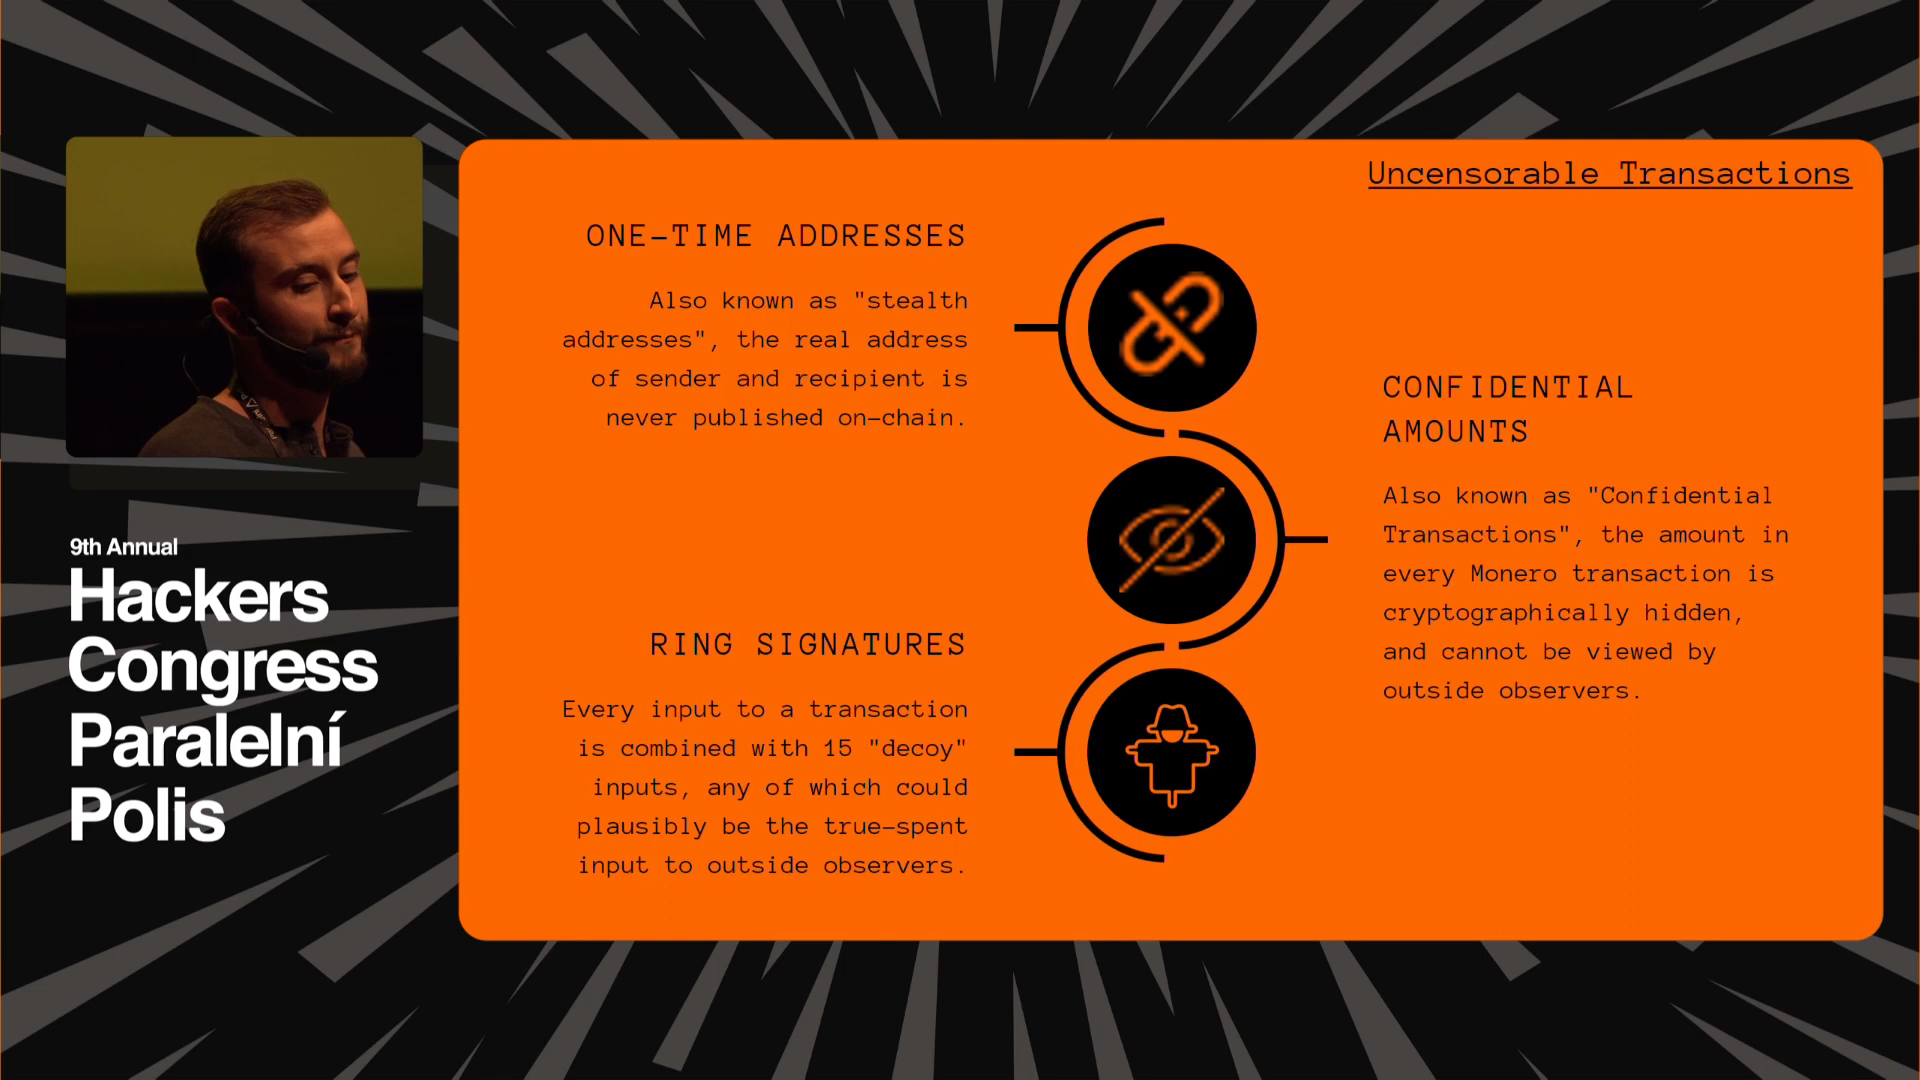 Uncensorable Transactions
ONE-TIME ADDRESSES
Also known as "stealth
addresses", the real address
of sender and recipient is
never published on-chain.
CONFIDENTIAL
AMOUNTS
Also known as "Confidential
Transactions", the amount in
every Monero transaction is
cryptographically hidden,
and cannot be viewed by
outside observers.
RING SIGNATURES
Every input to a transaction
is combined with 15 "decoy"
inputs, any of which could
plausibly be the true-spent
input to outside observers.
9th Annual
Hackers
Congress
Paralelní
Polis